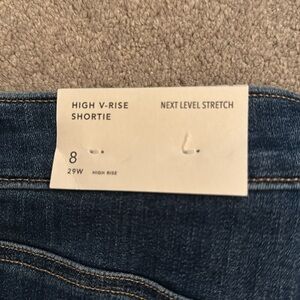 HIGH V-RISE
SHORTIE
NEXT LEVEL STRETCH
8
29W
HIGH RISE